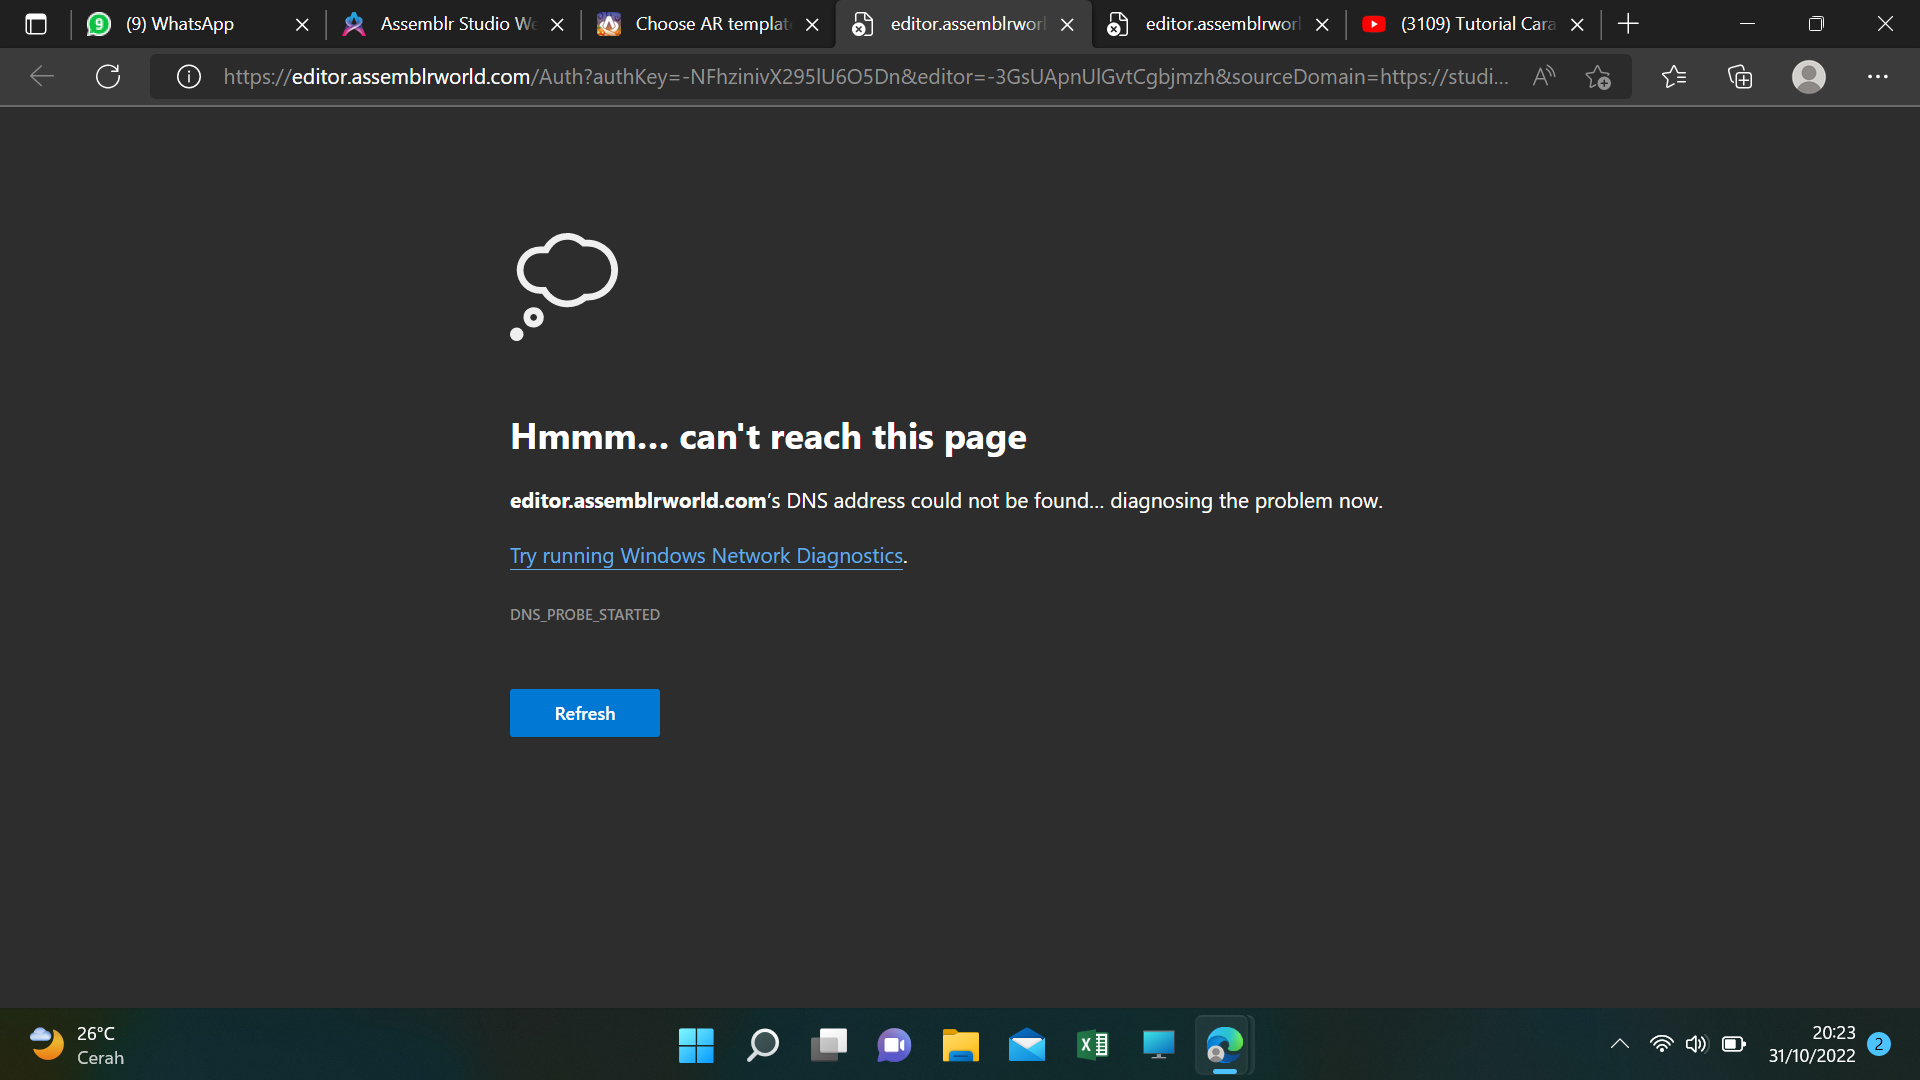 (9) WhatsApp
Assemblr Studio We
Choose AR templat
editor.assemblrworl
editor.assemblrworl
(3109) Tutorial Cara
https://editor.assemblrworld.com/Auth?authKey=-NFhzinivX295lU6O5Dn&editor=-3GsUApnUlGvtCgbjmzh&sourceDomain=https://studi...
Hmmm... can't reach this page
editor.assemblrworld.com's DNS address could not be found... diagnosing the problem now.
Try running Windows Network Diagnostics.
DNS_PROBE_STARTED
Refresh
26°C
Cerah
20:23
31/10/2022
2